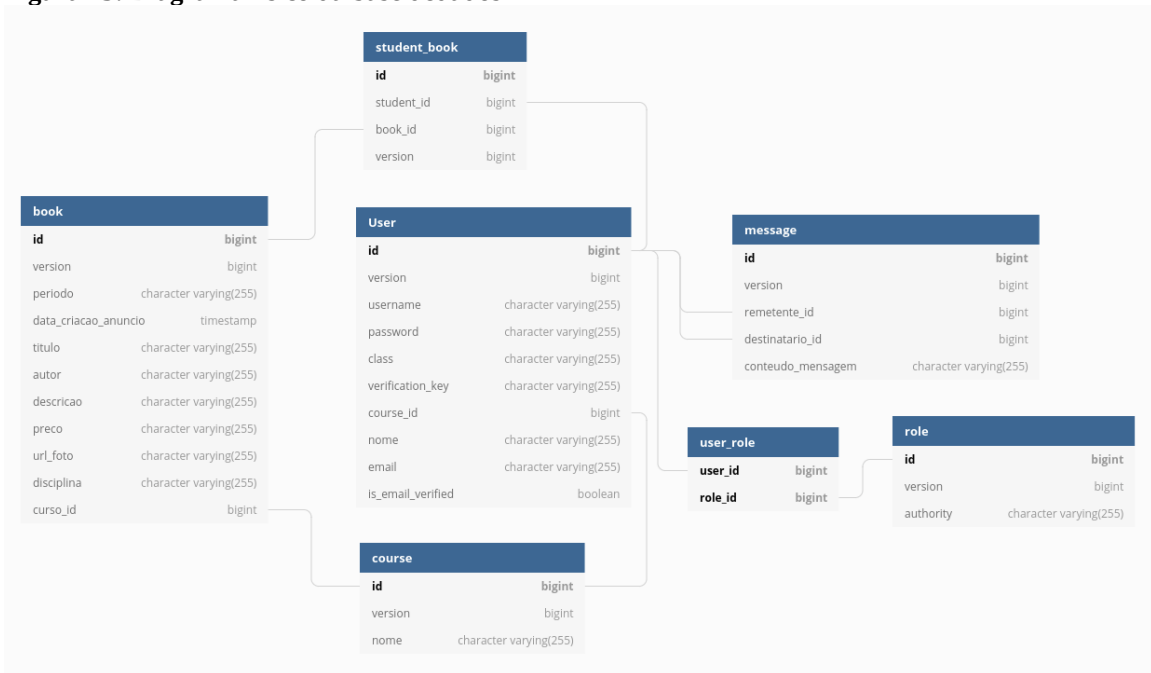 student_book
id bigint
student_id bigint
book_id bigint
version bigint
book
id bigint
version bigint
periodo character varying(255)
data_criacao_anuncio timestamp
titulo character varying(255)
autor character varying(255)
descricao character varying(255)
preco character varying(255)
url_foto character varying(255)
disciplina character varying(255)
curso_id bigint
User
id bigint
version bigint
username character varying(255)
password character varying(255)
class character varying(255)
verification_key character varying(255)
course_id bigint
nome character varying(255)
email character varying(255)
is_email_verified boolean
message
id bigint
version bigint
remetente_id bigint
destinatario_id bigint
conteudo_mensagem character varying(255)
user_role
user_id bigint
role_id bigint
role
id bigint
version bigint
authority character varying(255)
course
id bigint
version bigint
nome character varying(255)